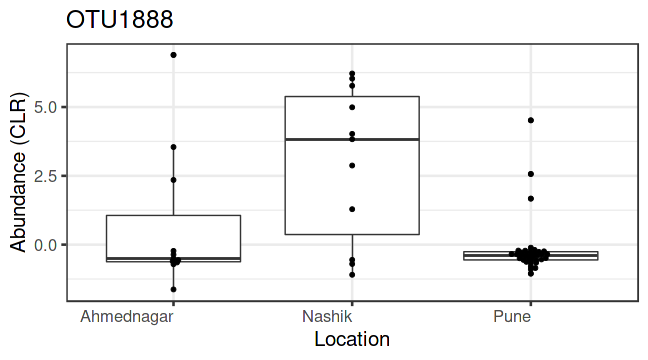 OTU1888
Abundance (CLR)
5.0
2.5
0.0
Ahmednagar
Nashik
Pune
Location